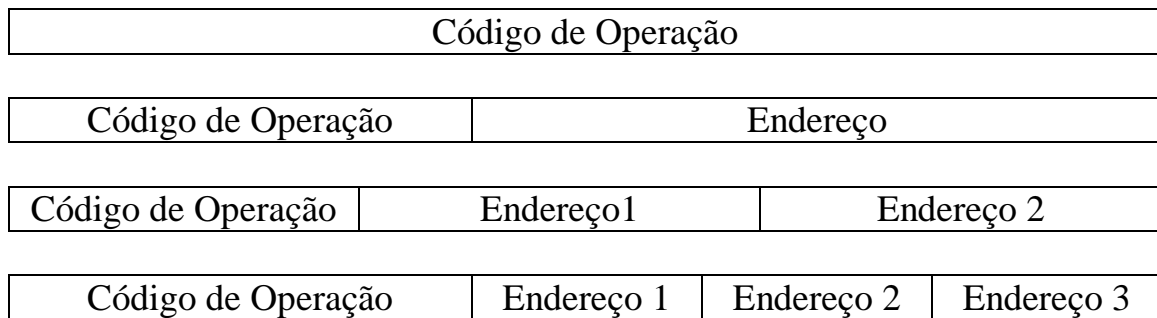 Código de Operação
Código de Operação Endereço
Código de Operação Endereço1 Endereço 2
Código de Operação Endereço 1 Endereço 2 Endereço 3